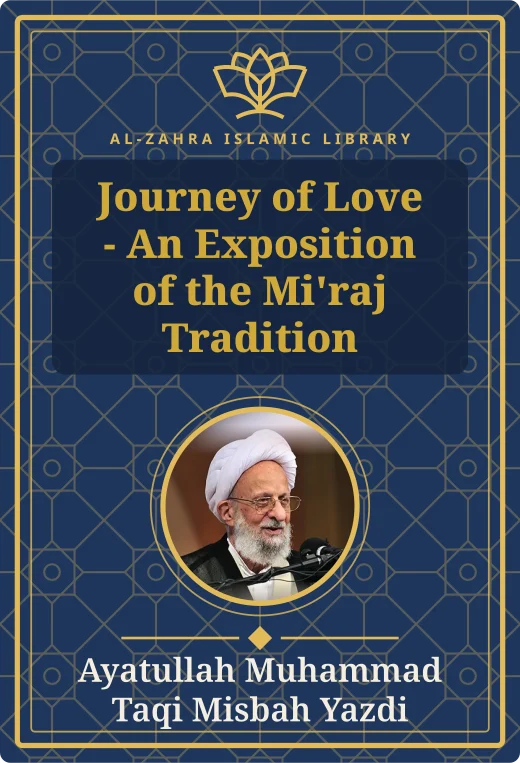 AL-ZAHRA ISLAMIC LIBRARY
Journey of Love
- An Exposition
of the Mi'raj
Tradition
Ayatullah Muhammad
Taqi Misbah Yazdi